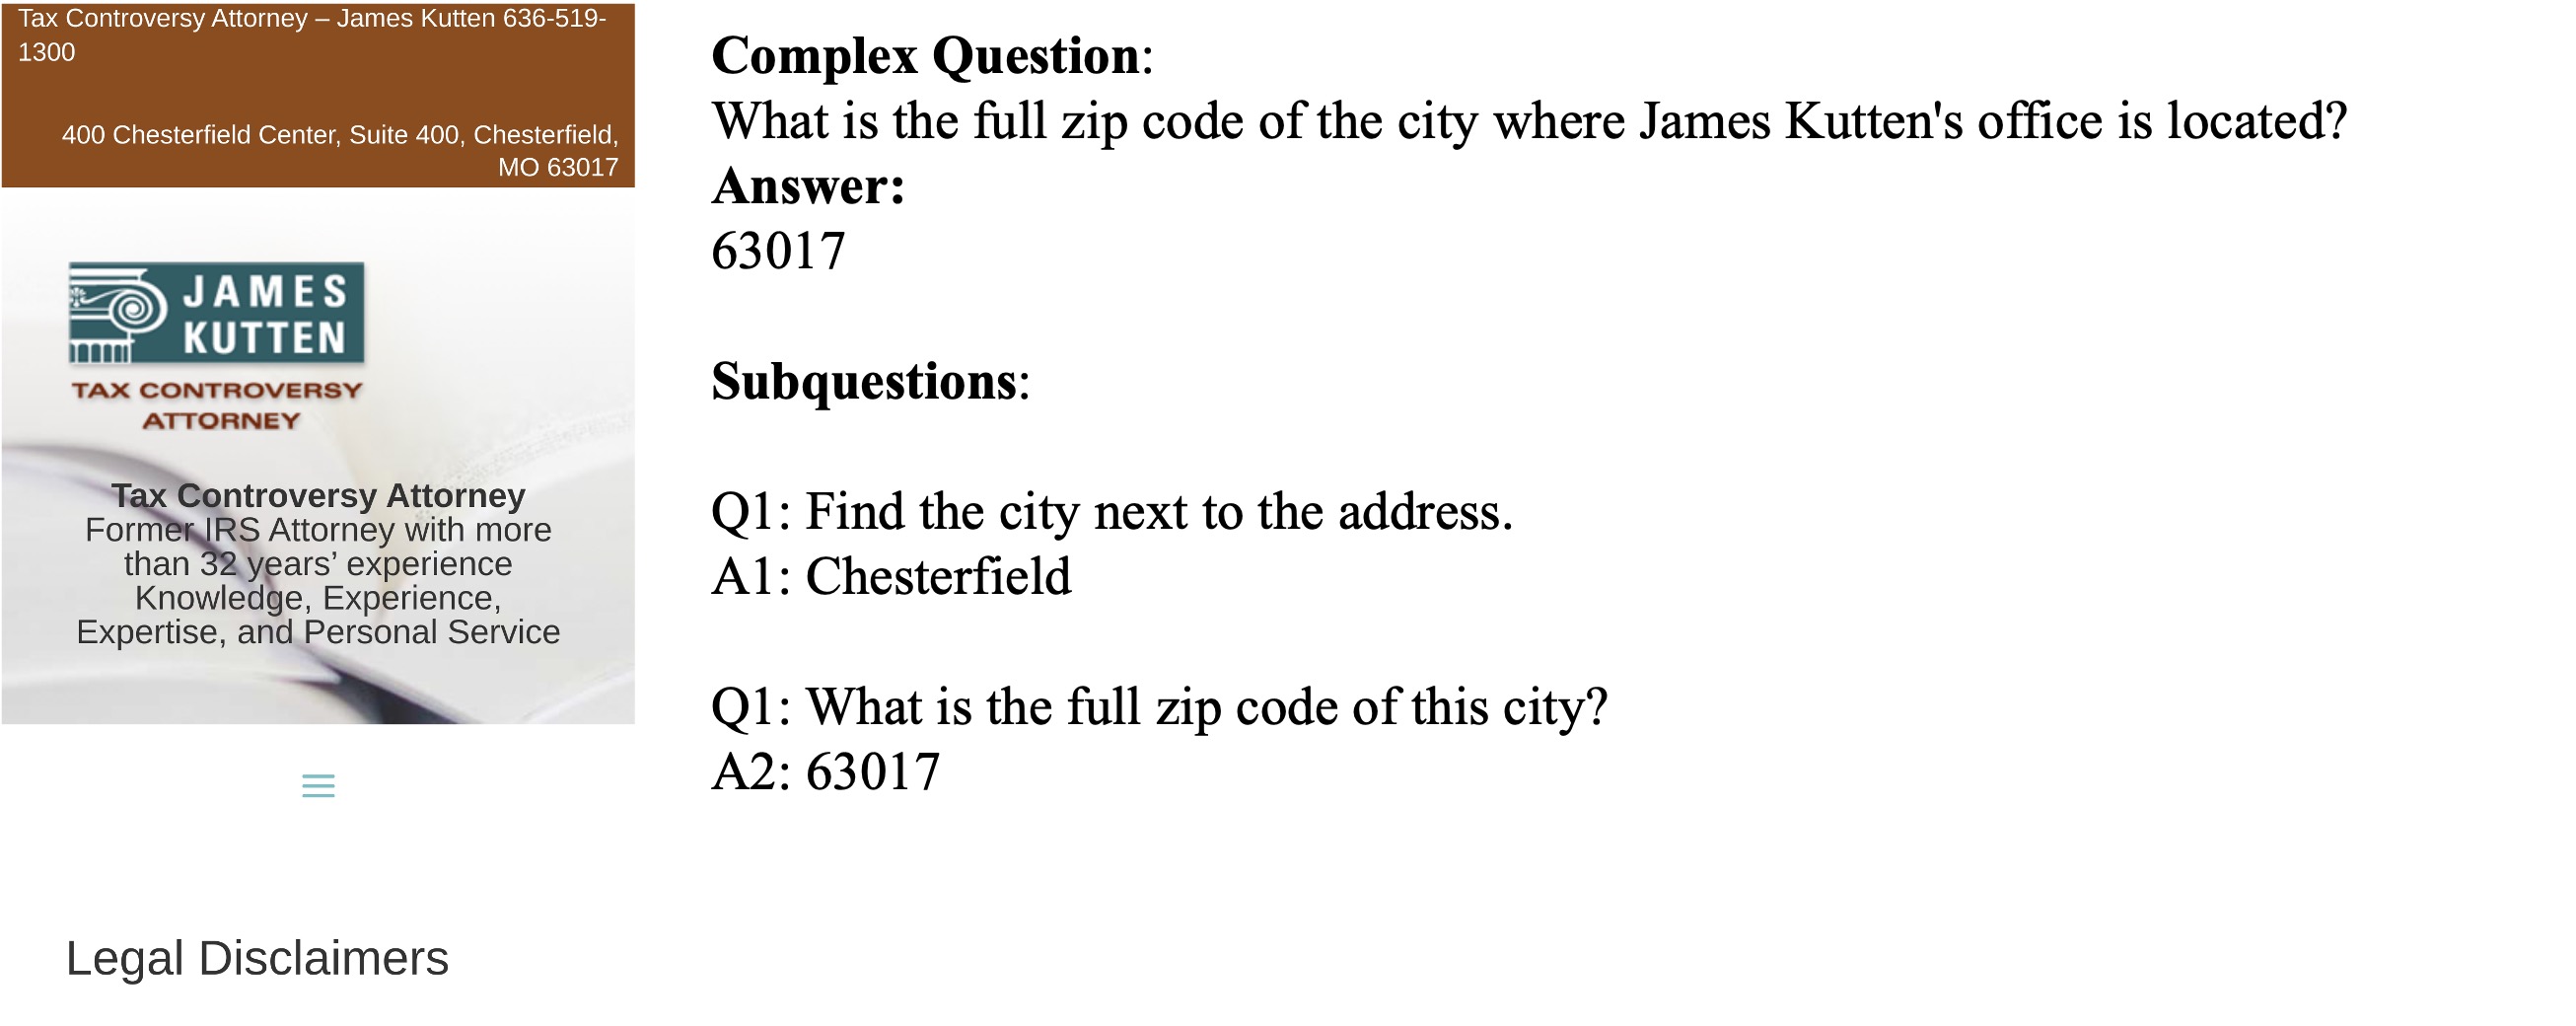 Tax Controversy Attorney – James Kutten 636-519-
1300
400 Chesterfield Center, Suite 400, Chesterfield,
MO 63017
JAMES
KUTTEN
TAX CONTROVERSY
ATTORNEY
Tax Controversy Attorney
Former IRS Attorney with more
than 32 years’ experience
Knowledge, Experience,
Expertise, and Personal Service
Legal Disclaimers
Complex Question:
What is the full zip code of the city where James Kutten's office is located?
Answer:
63017
Subquestions:
Q1: Find the city next to the address.
A1: Chesterfield
Q1: What is the full zip code of this city?
A2: 63017